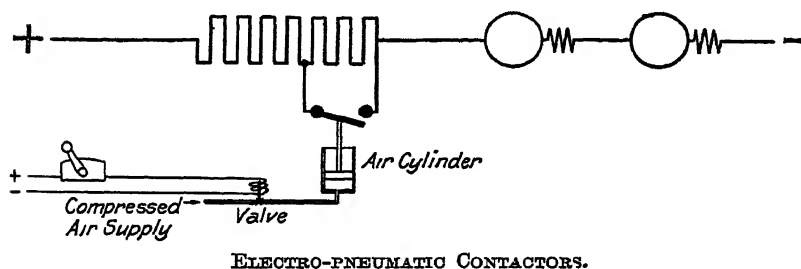 + -
Air Cylinder
+
-
Compressed
Air Supply
Valve
ELECTRO-PNEUMATIC CONTACTORS.